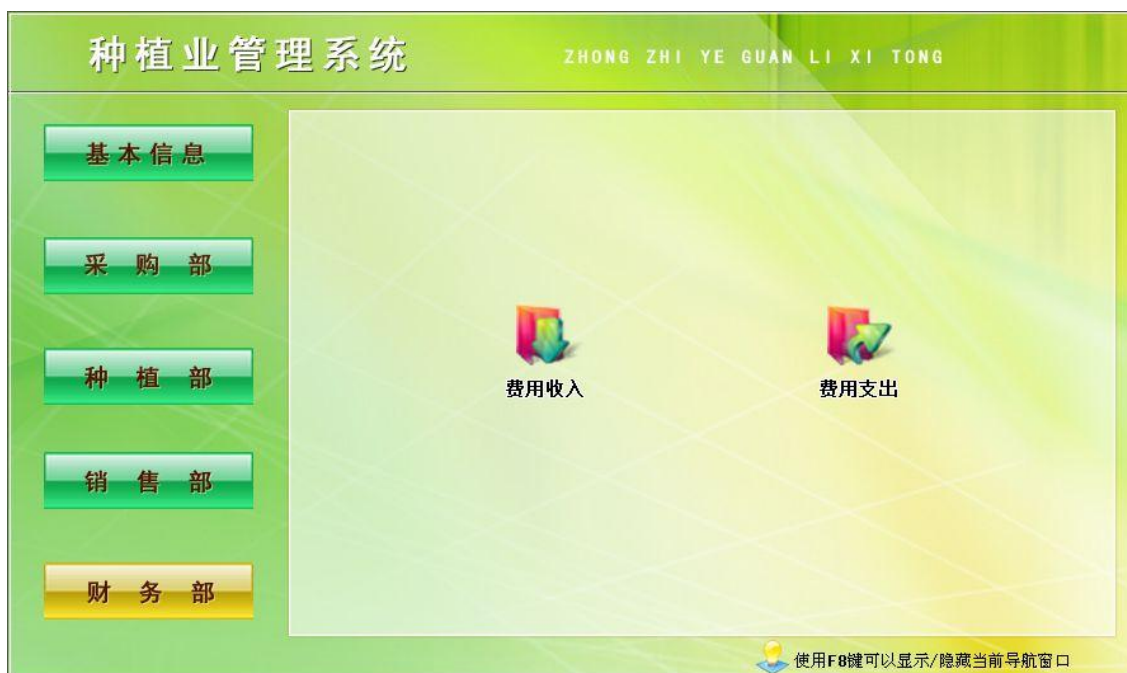 种植业管理系统
ZHONG ZHI YE GUAN LI XI TONG
基本信息
采购部
种植部
销售部
财务部
费用收入
费用支出
使用F8键可以显示/隐藏当前导航窗口